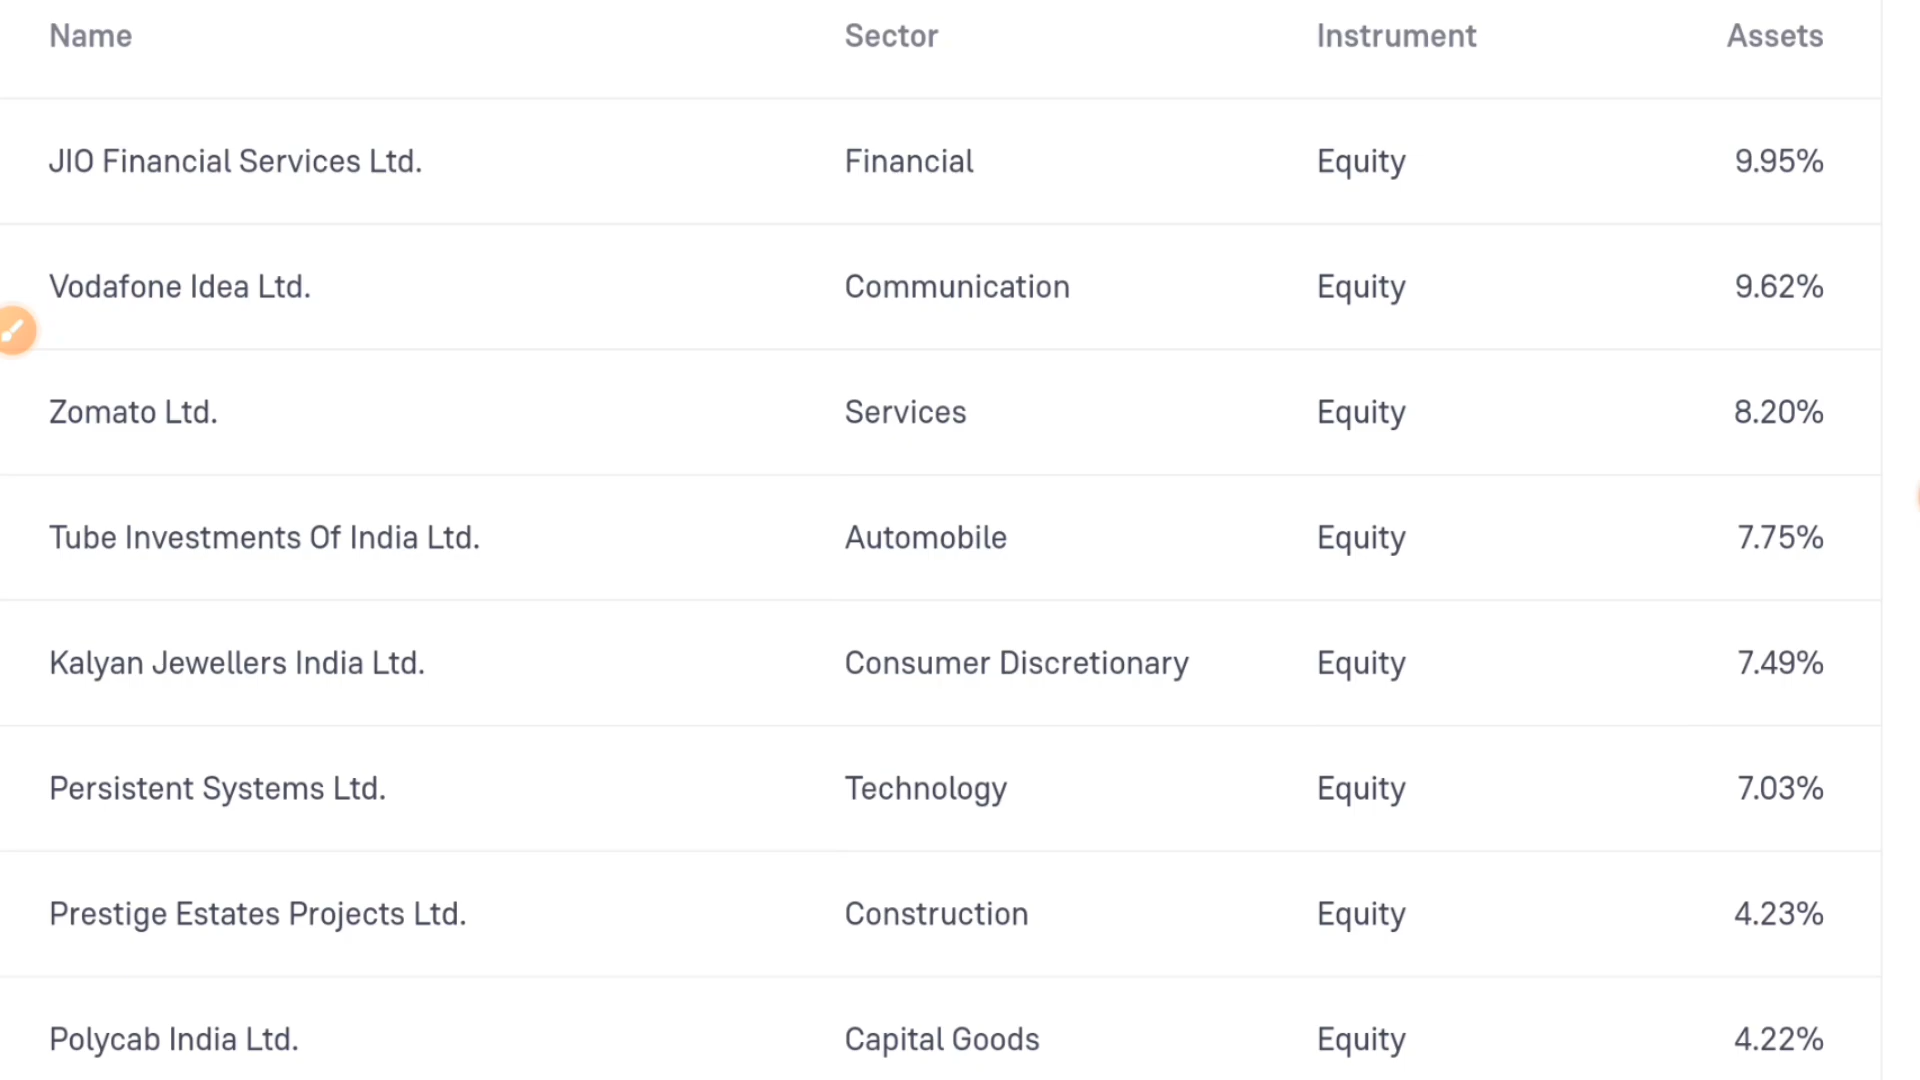 Name Sector Instrument Assets
JIO Financial Services Ltd. Financial Equity 9.95%
Vodafone Idea Ltd. Communication Equity 9.62%
Zomato Ltd. Services Equity 8.20%
Tube Investments Of India Ltd. Automobile Equity 7.75%
Kalyan Jewellers India Ltd. Consumer Discretionary Equity 7.49%
Persistent Systems Ltd. Technology Equity 7.03%
Prestige Estates Projects Ltd. Construction Equity 4.23%
Polycab India Ltd. Capital Goods Equity 4.22%